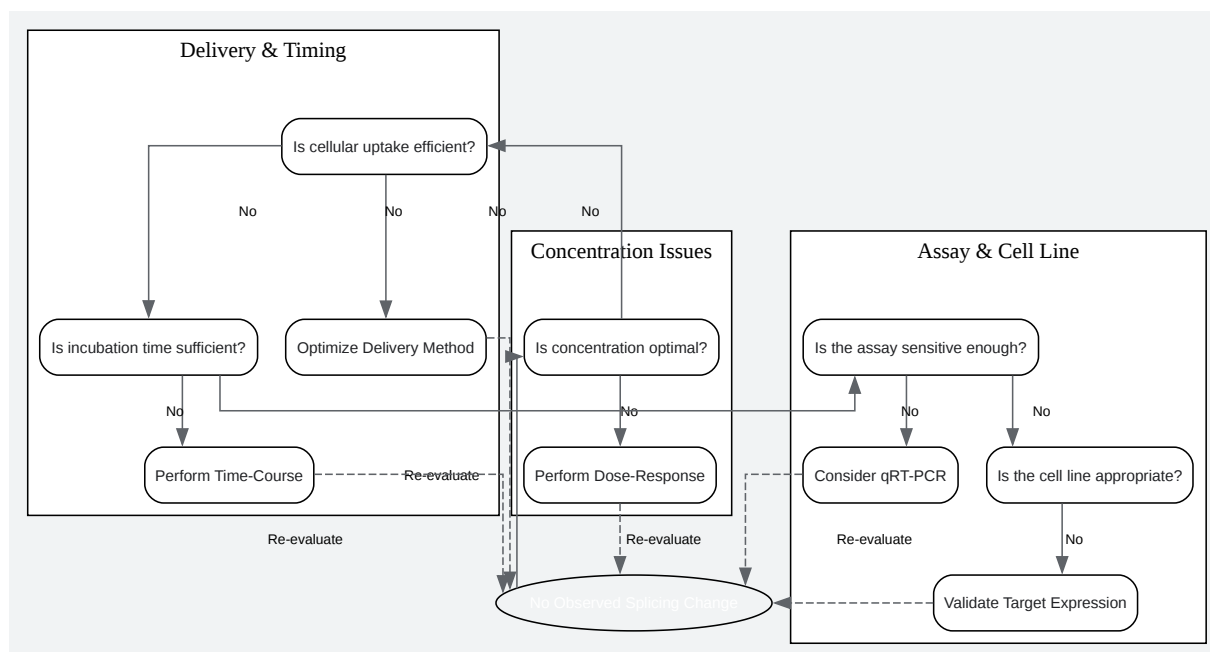 Delivery & Timing
Is cellular uptake efficient?
No
No
No
No
Concentration Issues
Assay & Cell Line
Is incubation time sufficient?
Optimize Delivery Method
Is concentration optimal?
Is the assay sensitive enough?
No
No
No
No
Perform Time-Course
Re-evaluate
Perform Dose-Response
Consider qRT-PCR
Is the cell line appropriate?
Re-evaluate
Re-evaluate
Re-evaluate
No
No Observed Splicing Change
Validate Target Expression